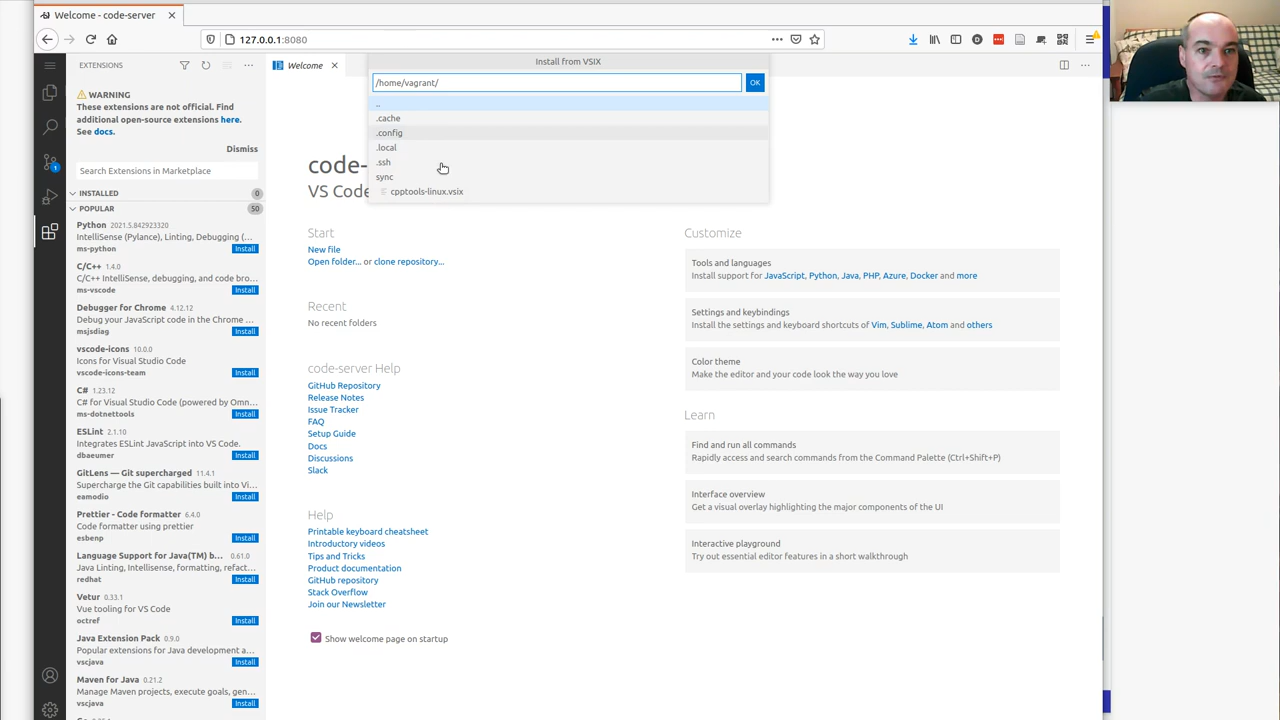 Welcome - code-server
127.0.0.1:8080
EXTENSIONS
Welcome
Install from VSIX
/home/vagrant/
OK
..
.cache
.config
.local
.ssh
sync
cpptools-linux.vsix
WARNING
These extensions are not official. Find
additional open-source extensions here.
See docs.
Dismiss
Search Extensions in Marketplace
INSTALLED 0
POPULAR 50
Python 2021.5.842923320
IntelliSense (Pylance), Linting, Debugging (...
ms-python Install
C/C++ 1.4.0
C/C++ IntelliSense, debugging, and code bro...
ms-vscode Install
Debugger for Chrome 4.12.12
Debug your JavaScript code in the Chrome ...
msjsdiag Install
vscode-icons 10.0.0
Icons for Visual Studio Code
vscode-icons-team Install
C# 1.23.12
C# for Visual Studio Code (powered by Omn...
ms-dotnettools Install
ESLint 2.1.10
Integrates ESLint JavaScript into VS Code.
dbaeumer Install
GitLens — Git supercharged 11.4.1
Supercharge the Git capabilities built into Vi...
eamodio Install
Prettier - Code formatter 6.4.0
Code formatter using prettier
esbenp Install
Language Support for Java(TM) b... 0.61.0
Java Linting, Intellisense, formatting, refact...
redhat Install
Vetur 0.33.1
Vue tooling for VS Code
octref Install
Java Extension Pack 0.9.0
Popular extensions for Java development a...
vscjava Install
Maven for Java 0.21.2
Manage Maven projects, execute goals, gen...
vscjava Install
code-
VS Code
Start
New file
Open folder... or clone repository...
Recent
No recent folders
code-server Help
GitHub Repository
Release Notes
Issue Tracker
FAQ
Setup Guide
Docs
Discussions
Slack
Help
Printable keyboard cheatsheet
Introductory videos
Tips and Tricks
Product documentation
GitHub repository
Stack Overflow
Join our Newsletter
Show welcome page on startup
Customize
Tools and languages
Install support for JavaScript, Python, Java, PHP, Azure, Docker and more
Settings and keybindings
Install the settings and keyboard shortcuts of Vim, Sublime, Atom and others
Color theme
Make the editor and your code look the way you love
Learn
Find and run all commands
Rapidly access and search commands from the Command Palette (Ctrl+Shift+P)
Interface overview
Get a visual overlay highlighting the major components of the UI
Interactive playground
Try out essential editor features in a short walkthrough